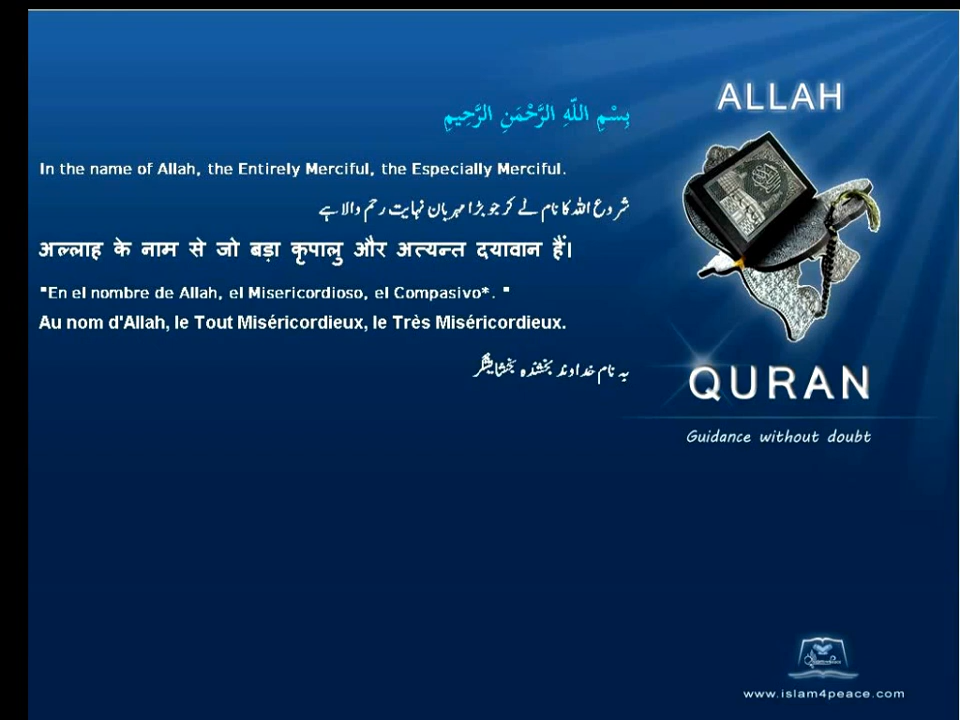 بِسْمِ اللّهِ الرَّحْمَنِ الرَّحِيمِ
In the name of Allah, the Entirely Merciful, the Especially Merciful.
شروع الله کا نام لے کر جو بڑا مہربان نہایت رحم والا ہے
अल्लाह के नाम से जो बड़ा कृपालु और अत्यन्त दयावान हैं।
"En el nombre de Allah, el Misericordioso, el Compasivo*. "
Au nom d'Allah, le Tout Miséricordieux, le Très Miséricordieux.
به نام خداوند بخشنده بخشایشگر
ALLAH
QURAN
Guidance without doubt
www.islam4peace.com